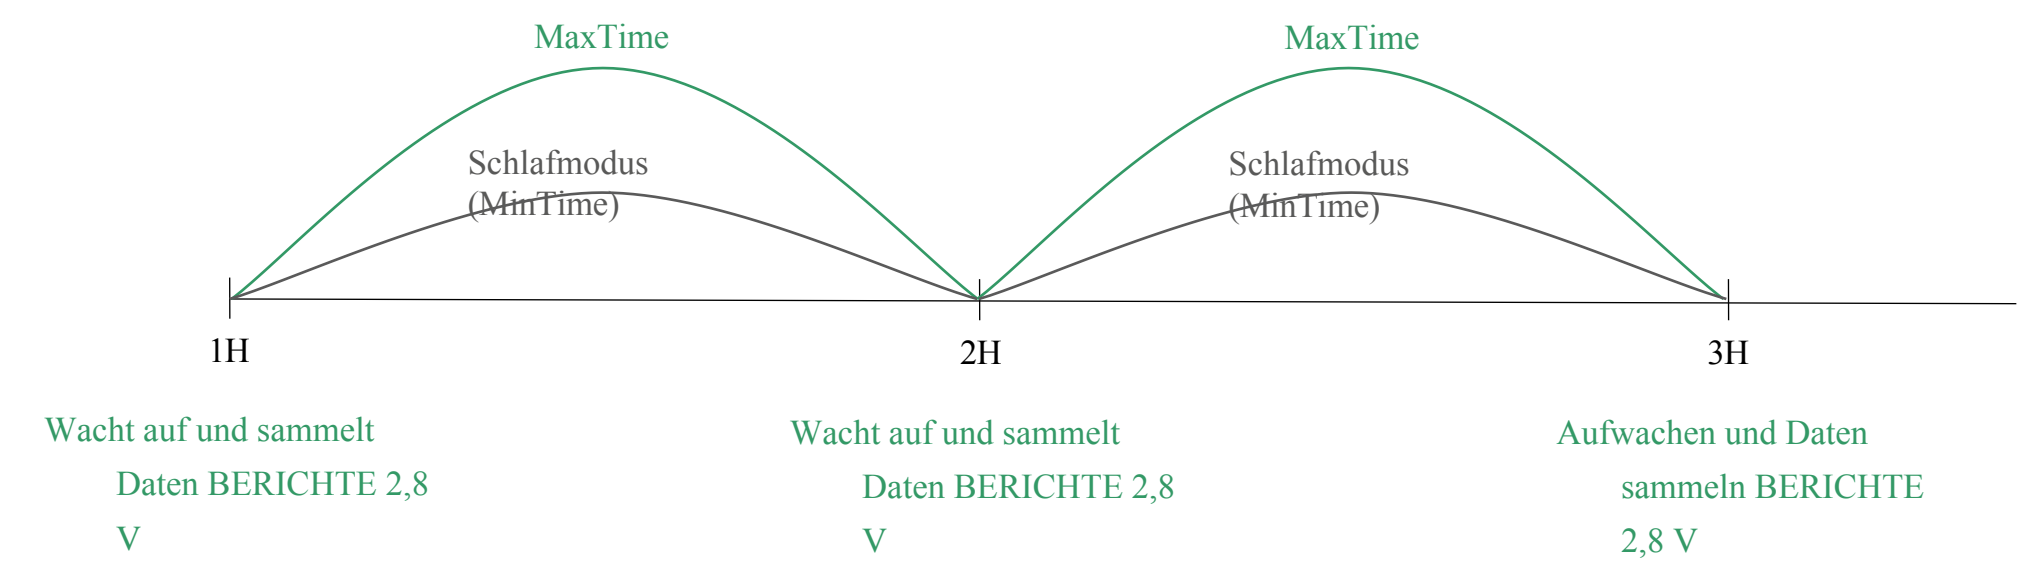 MaxTime
MaxTime
Schlafmodus
(MinTime)
Schlafmodus
(MinTime)
1H
2H
3H
Wacht auf und sammelt
Daten BERICHTE 2,8
V
Wacht auf und sammelt
Daten BERICHTE 2,8
V
Aufwachen und Daten
sammeln BERICHTE
2,8 V